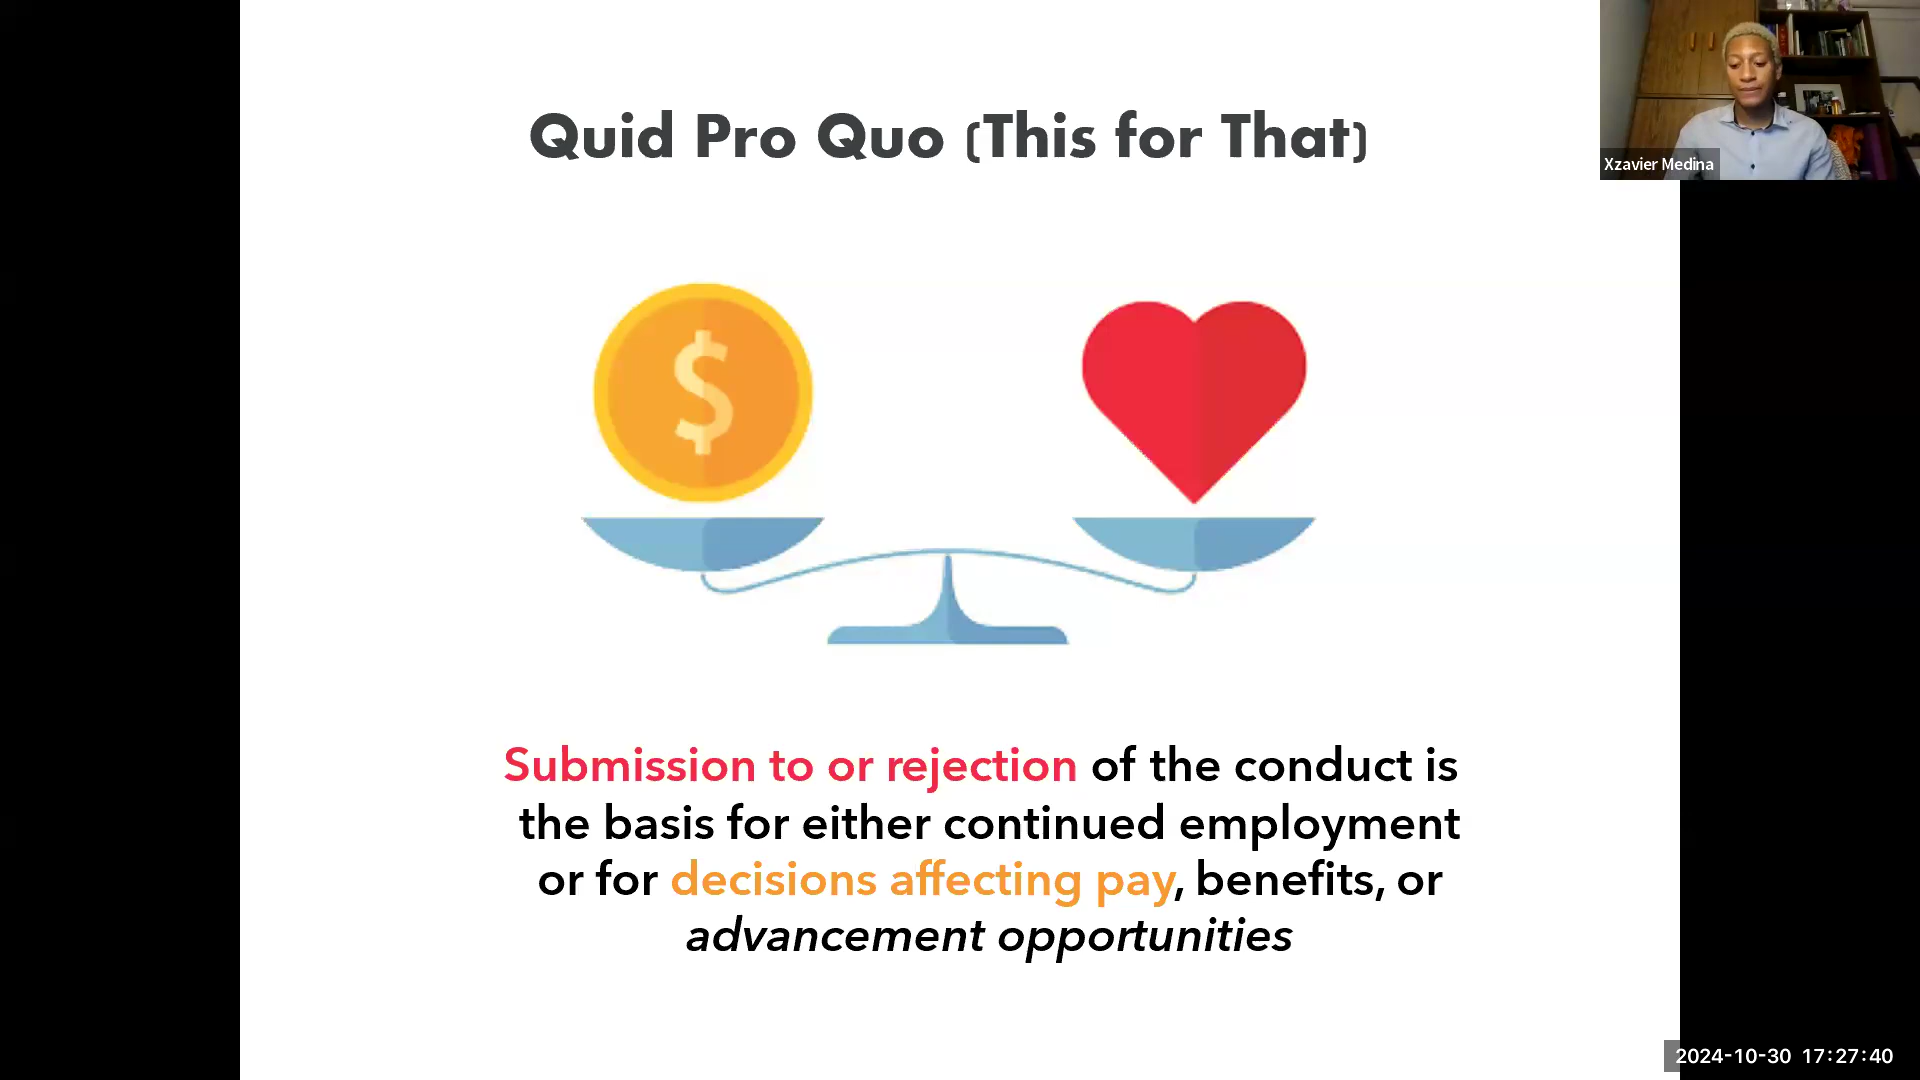 Quid Pro Quo (This for That)
Xzavier Medina
$
Submission to or rejection of the conduct is
the basis for either continued employment
or for decisions affecting pay, benefits, or
advancement opportunities
2024-10-30 17:27:40